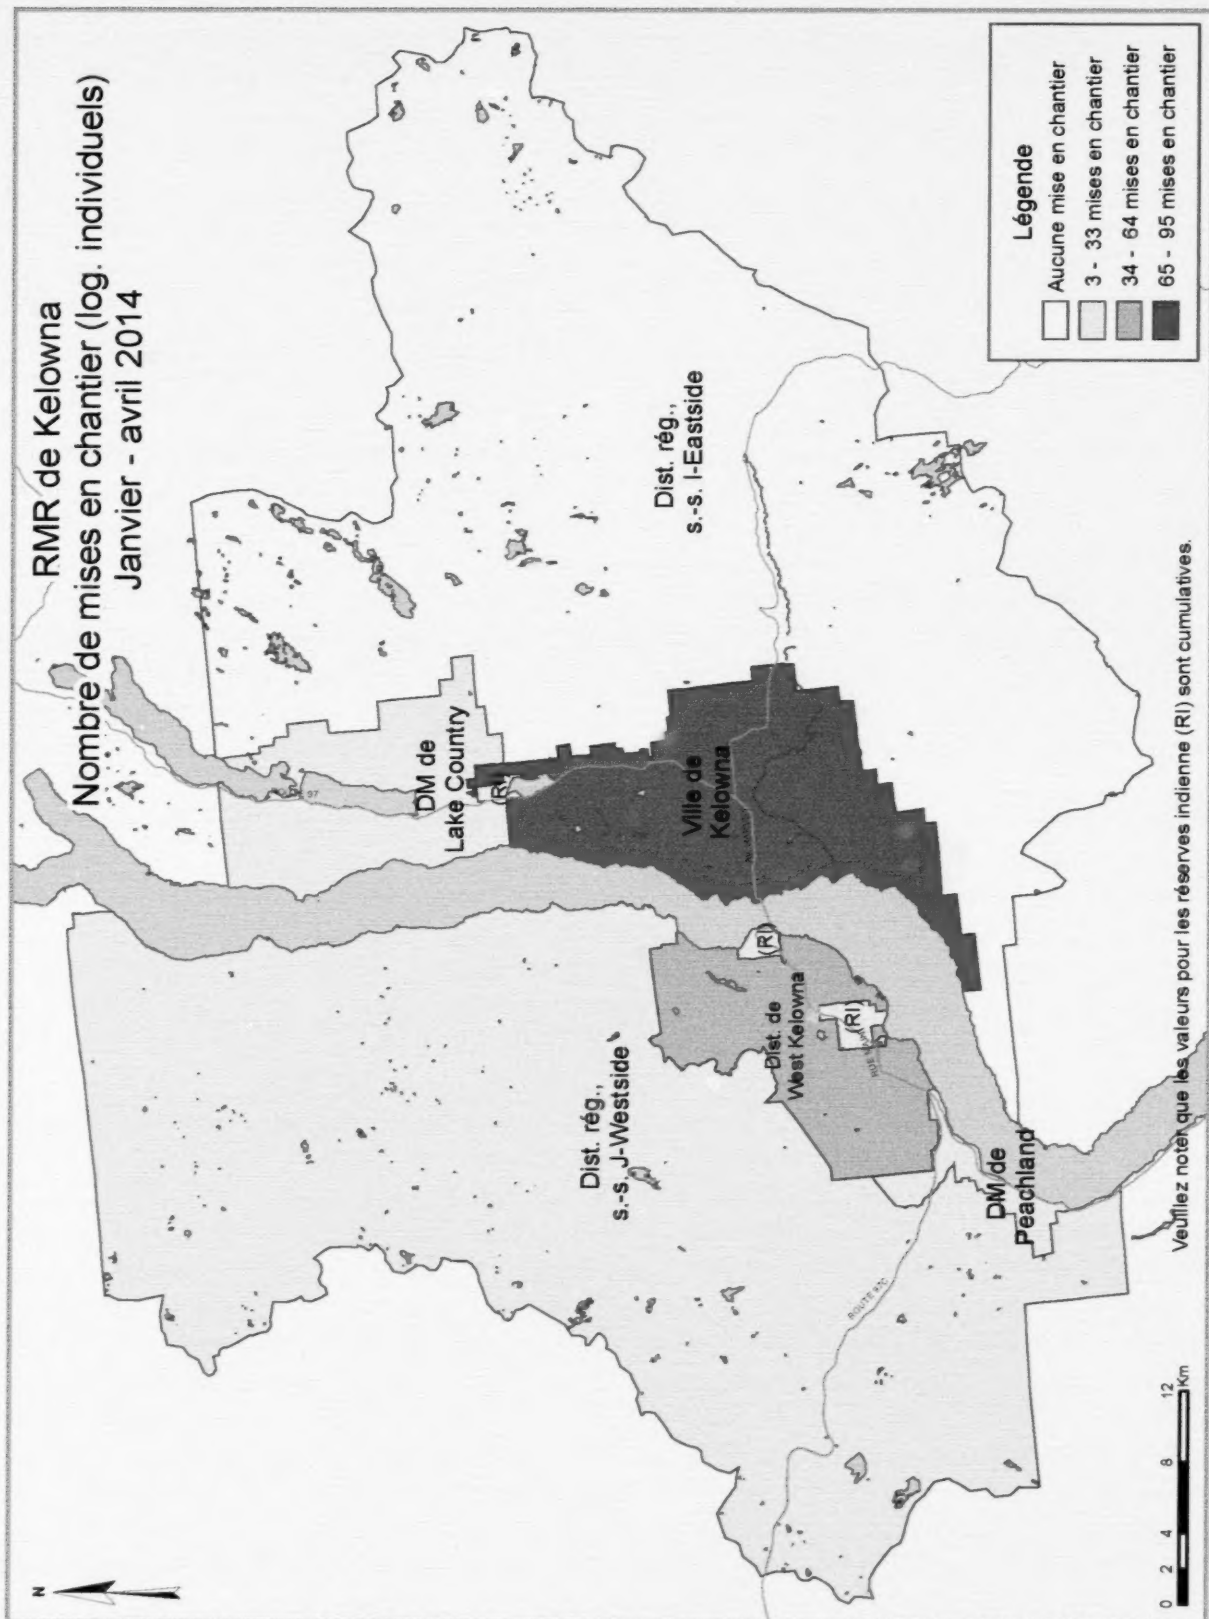 RMR de Kelowna
Nombre de mises en chantier (log. individuels)
Janvier - avril 2014
N
97
DM de
Lake Country
(RI)
Dist. rég.,
s.-s. J-Westside
Dist. rég.,
s.-s. I-Eastside
Ville de
Kelowna
(RI)
Dist. de
West Kelowna
(RI)
ROUTE 97C
DM de
Peachland
Légende
Aucune mise en chantier
3 - 33 mises en chantier
34 - 64 mises en chantier
65 - 95 mises en chantier
0 2 4 8 12
Km
Veuillez noter que les valeurs pour les réserves indienne (RI) sont cumulatives.